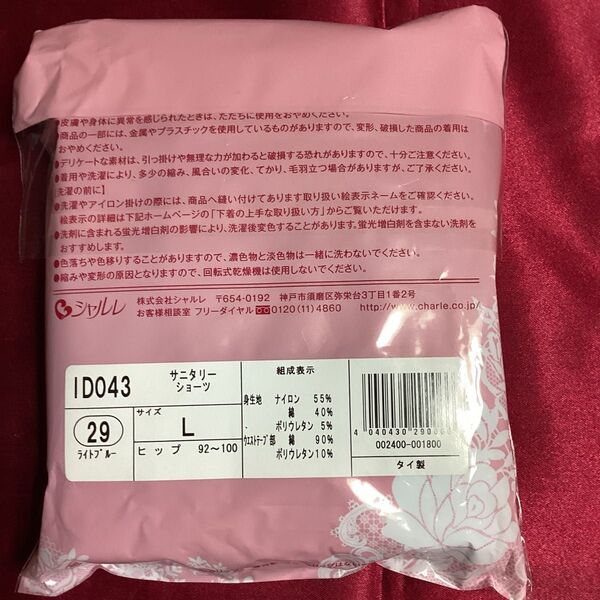 ●皮膚や身体に異常を感じられたときは、ただちに使用をおやめください。
●商品の一部には、金属やプラスチックを使用しているものがありますので、変形、破損した商品の着用は
おやめください。
●デリケートな素材は、引っ掛けや無理な力が加わると破損する恐れがありますので、十分ご注意ください。
●着用や洗濯により、多少の縮み、風合いの変化、てかり、毛羽立つ場合がありますが、ご了承ください。
洗濯の前に】
●洗濯やアイロン掛けの際には、商品へ縫い付けてあります取り扱い絵表示ネームをご確認ください。
絵表示の詳細は下記ホームページの「下着の上手な取り扱い方」からご覧いただけます。
●洗剤に含まれる蛍光増白剤の影響により、洗濯後変色することがあります。蛍光増白剤を含まない洗剤を
おすすめします。
●色落ちや色移りすることがありますので、濃色物と淡色物は一緒に洗わないでください。
●縮みや変形の原因となりますので、回転式乾燥機は使用しないでください。
シャルレ 株式会社シャルレ 〒654-0192 神戸市須磨区弥栄台3丁目1番2号
お客様相談室 フリーダイヤル 0120(11)4860 http://www.charle.co.jp/
ID043 サニタリー
ショーツ
29
ライトブルー
サイズ
L
ヒップ 92〜100
組成表示
身生地 ナイロン 55%
綿 40%
ポリウレタン 5%
ウエストテープ部 綿 90%
ポリウレタン10%
4 040430 2900
002400-001800
タイ製